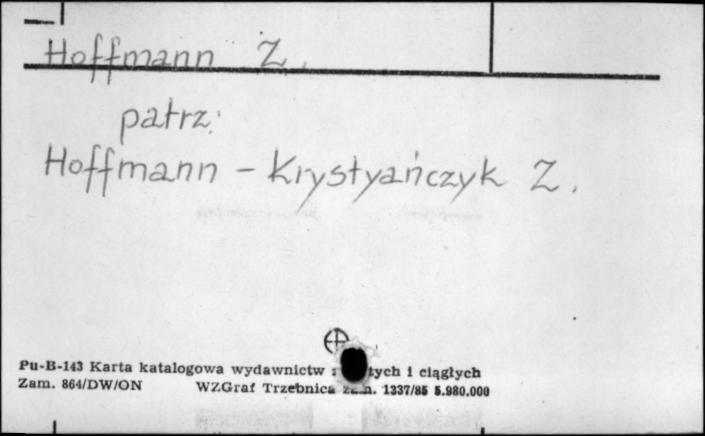 Hoffmann Z.
patrz:
Hoffmann - Krystyańczyk Z.
Pu-B-143 Karta katalogowa wydawnictw tych i ciągłych
Zam. 864/DW/ON WZGraf Trzebnica 1337/85 5.980.000